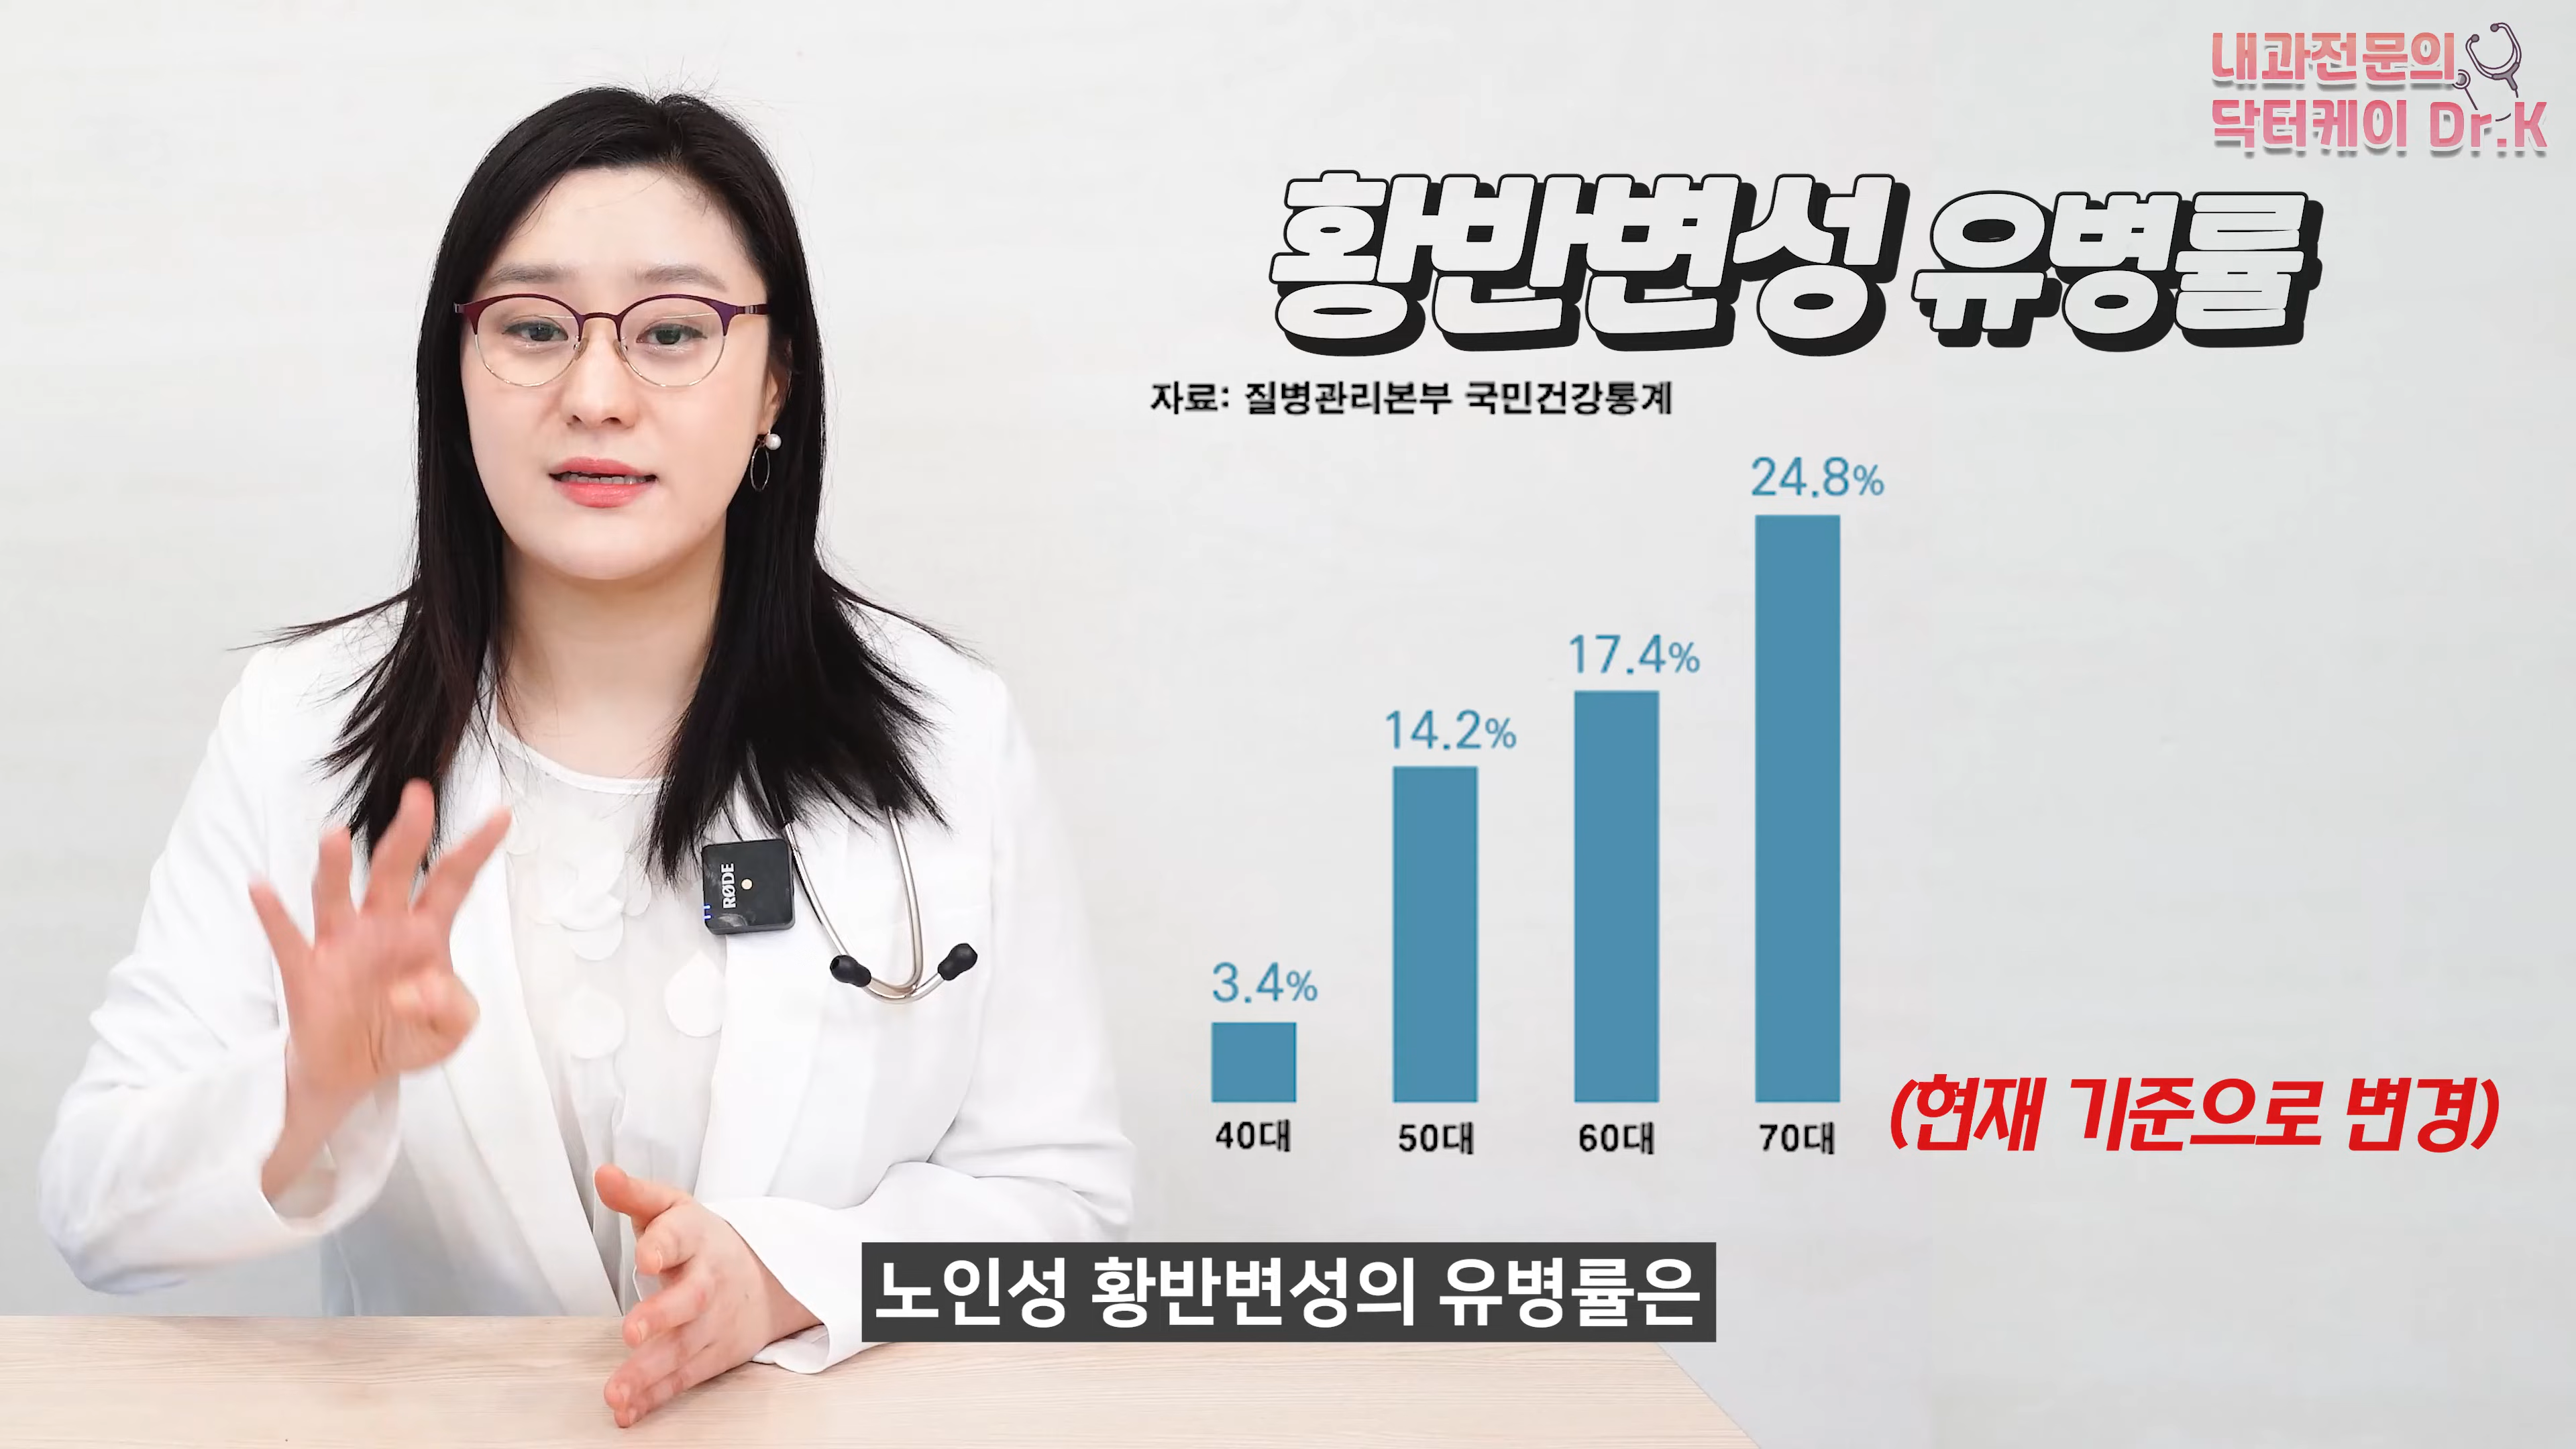 내과전문의
닥터케이 Dr.K
황반변성 유병률
자료: 질병관리본부 국민건강통계
24.8%
17.4%
14.2%
3.4%
40대 50대 60대 70대
(현재 기준으로 변경)
RØDE
노인성 황반변성의 유병률은